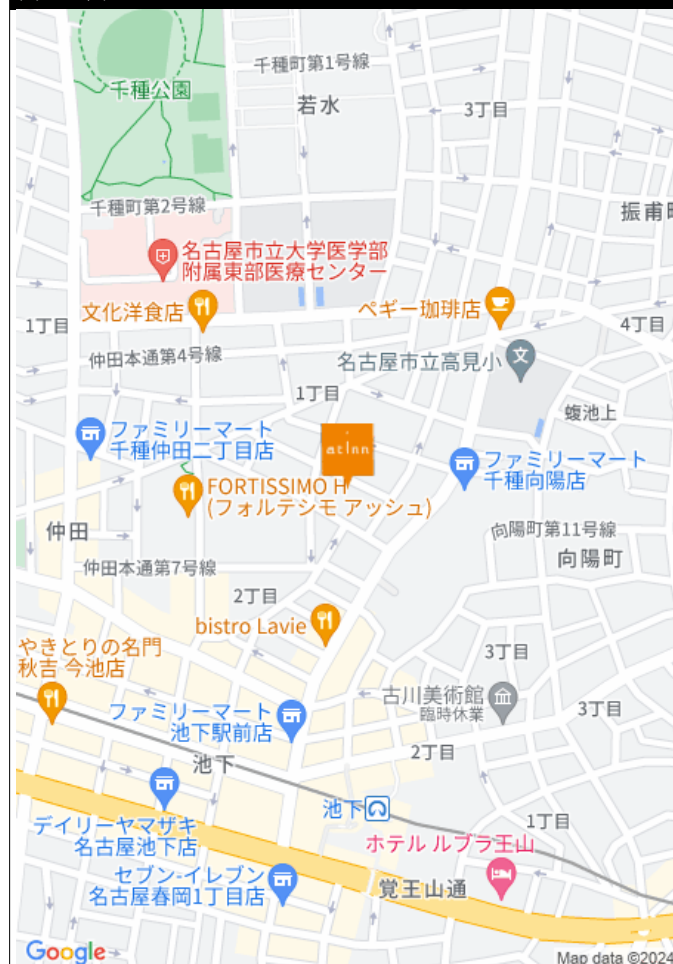 千種町第1号線
千種公園
若水
3丁目
千種町第2号線
振甫町
名古屋市立大学医学部
附属東部医療センター
文化洋食店
ペギー珈琲店
1丁目
4丁目
仲田本通第4号線
名古屋市立高見小
文
1丁目
蝮池上
ファミリーマート
千種仲田二丁目店
atInn
ファミリーマート
千種向陽店
FORTISSIMO H
(フォルテシモ アッシュ)
仲田
向陽町第11号線
向陽町
仲田本通第7号線
2丁目
bistro Lavie
やきとりの名門
秋吉 今池店
3丁目
古川美術館
臨時休業
3丁目
ファミリーマート
池下駅前店
2丁目
池下
池下
1丁目
デイリーヤマザキ
名古屋池下店
ホテル ルブラ王山
セブン-イレブン
名古屋春岡1丁目店
覚王山通
Google
Map data ©2024